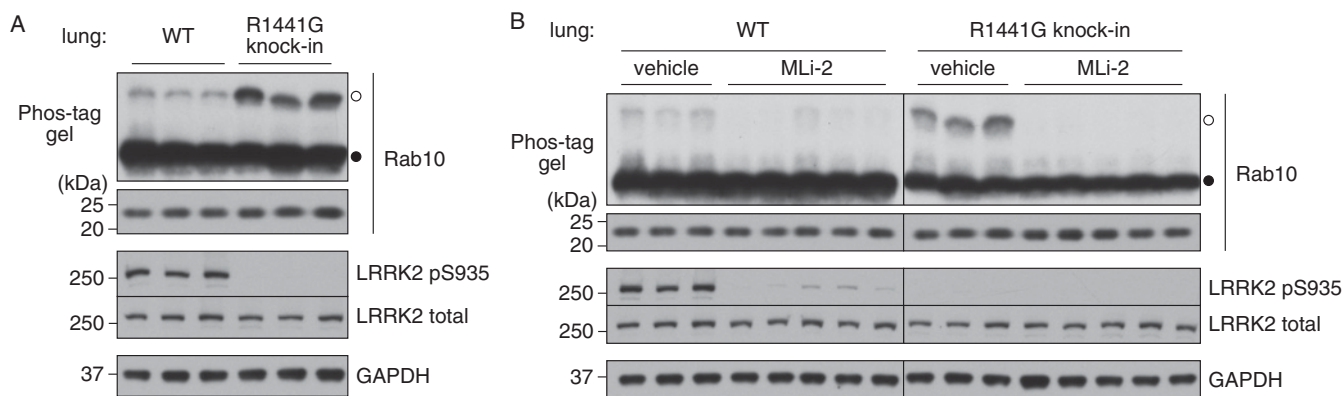 A
lung:
WT
R1441G
knock-in
Phos-tag
gel
(kDa)
25
20
Rab10
250
LRRK2 pS935
250
LRRK2 total
37
GAPDH
B
lung:
WT
R1441G knock-in
vehicle
MLi-2
vehicle
MLi-2
Phos-tag
gel
(kDa)
25
20
Rab10
250
LRRK2 pS935
250
LRRK2 total
37
GAPDH